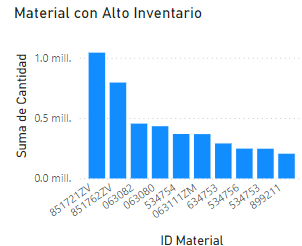 Material con Alto Inventario
Suma de Cantidad
1.0 mill.
0.5 mill.
0.0 mill.
851721ZV
851762ZV
063082
063080
534754
063111ZM
634753
534756
534753
899211
ID Material